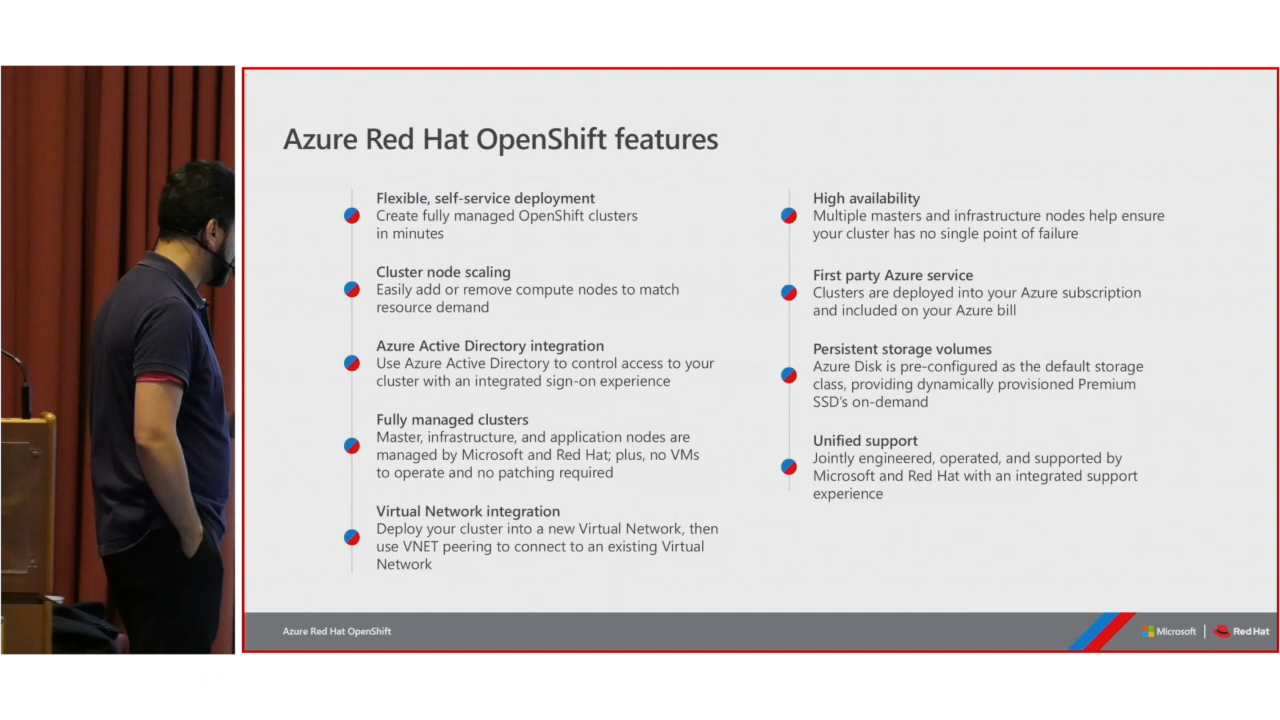 Azure Red Hat OpenShift features
Flexible, self-service deployment
Create fully managed OpenShift clusters
in minutes
Cluster node scaling
Easily add or remove compute nodes to match
resource demand
Azure Active Directory integration
Use Azure Active Directory to control access to your
cluster with an integrated sign-on experience
Fully managed clusters
Master, infrastructure, and application nodes are
managed by Microsoft and Red Hat; plus, no VMs
to operate and no patching required
Virtual Network integration
Deploy your cluster into a new Virtual Network, then
use VNET peering to connect to an existing Virtual
Network
High availability
Multiple masters and infrastructure nodes help ensure
your cluster has no single point of failure
First party Azure service
Clusters are deployed into your Azure subscription
and included on your Azure bill
Persistent storage volumes
Azure Disk is pre-configured as the default storage
class, providing dynamically provisioned Premium
SSD's on-demand
Unified support
Jointly engineered, operated, and supported by
Microsoft and Red Hat with an integrated support
experience
Azure Red Hat OpenShift
Microsoft | Red Hat